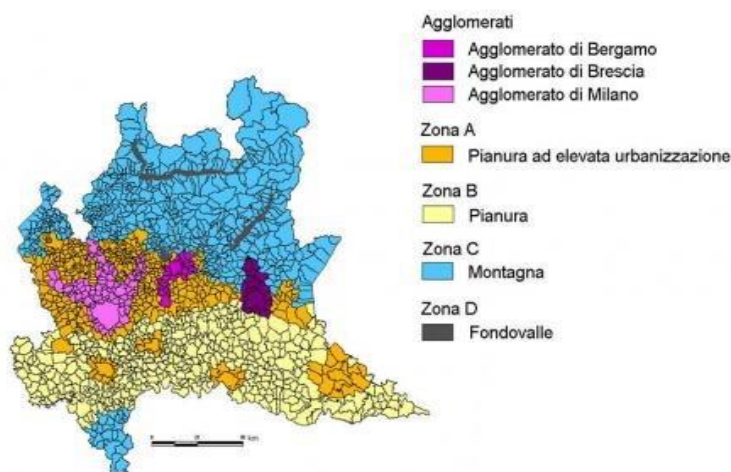 Agglomerati
Agglomerato di Bergamo
Agglomerato di Brescia
Agglomerato di Milano
Zona A
Pianura ad elevata urbanizzazione
Zona B
Pianura
Zona C
Montagna
Zona D
Fondovalle
km